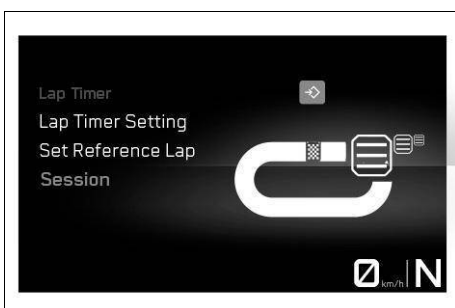 Lap Timer
Lap Timer Setting
Set Reference Lap
Session
0 km/h N